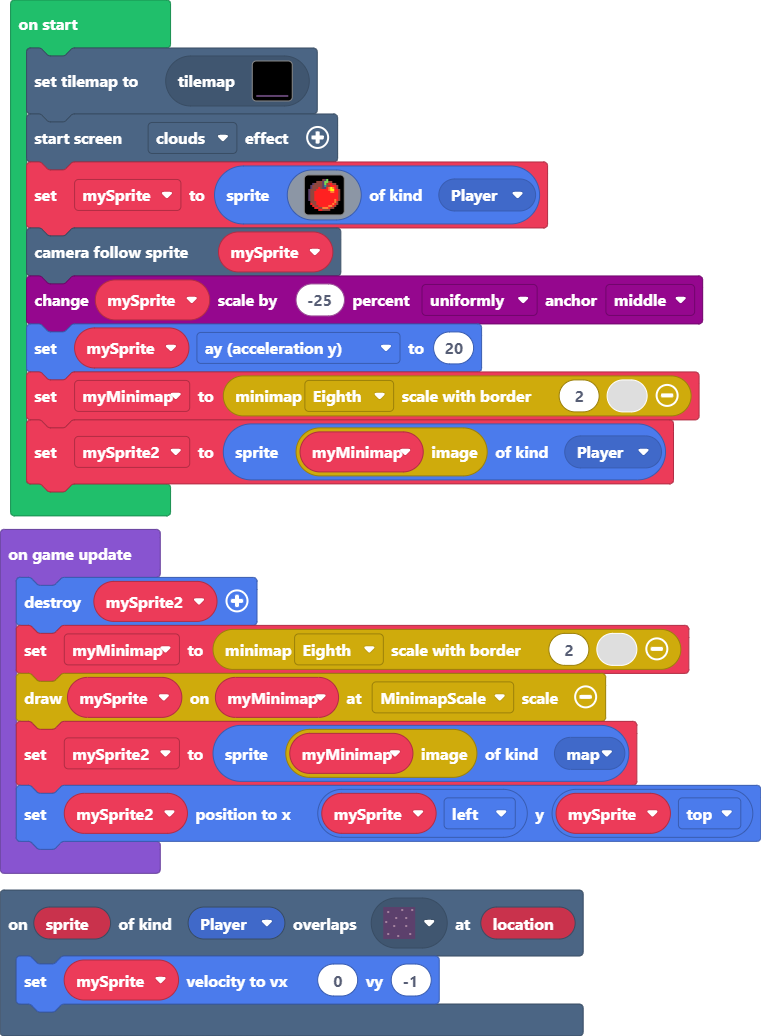 on start
set tilemap to tilemap
start screen clouds effect
set mySprite to sprite of kind Player
camera follow sprite mySprite
change mySprite scale by -25 percent uniformly anchor middle
set mySprite ay (acceleration y) to 20
set myMinimap to minimap Eighth scale with border 2
set mySprite2 to sprite myMinimap image of kind Player
on game update
destroy mySprite2
set myMinimap to minimap Eighth scale with border 2
draw mySprite on myMinimap at MinimapScale scale
set mySprite2 to sprite myMinimap image of kind map
set mySprite2 position to x mySprite left y mySprite top
on sprite of kind Player overlaps at location
set mySprite velocity to vx 0 vy -1